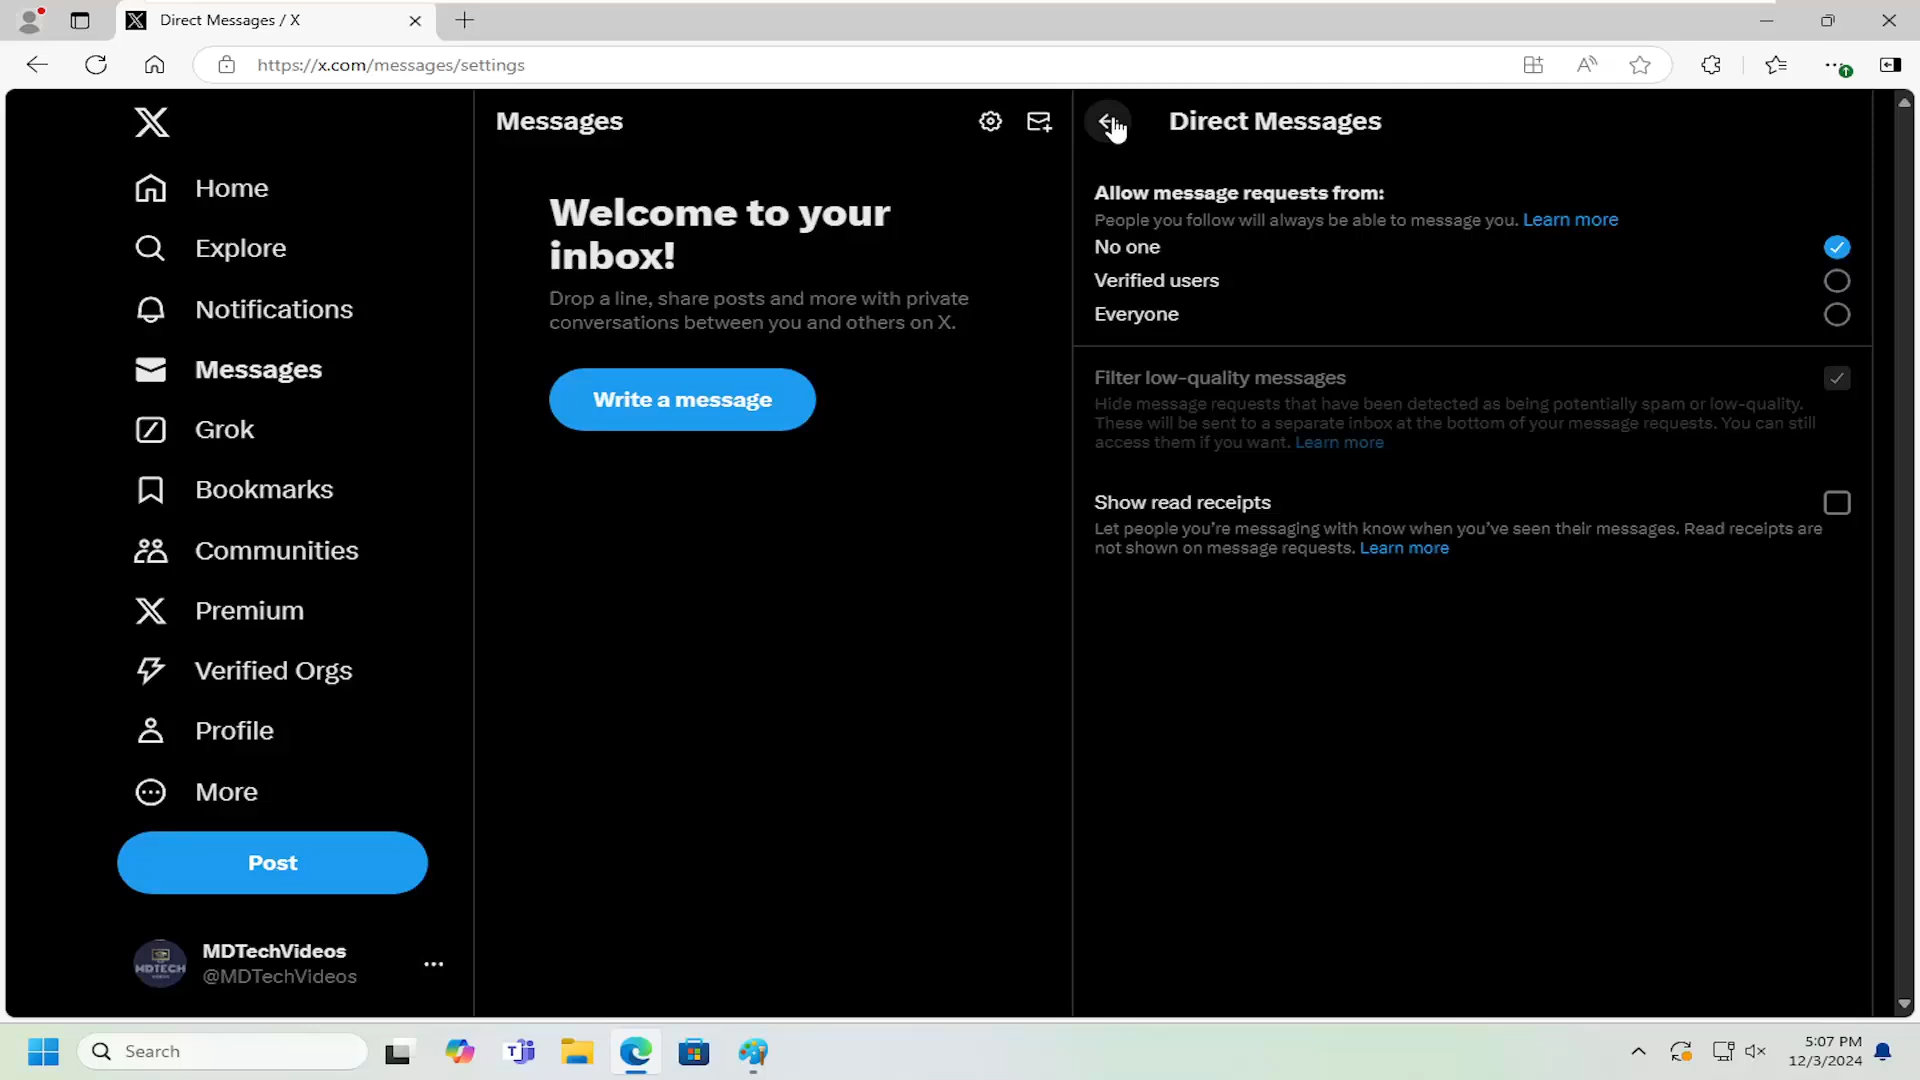 Direct Messages / X
https://x.com/messages/settings
Home
Explore
Notifications
Messages
Grok
Bookmarks
Communities
Premium
Verified Orgs
Profile
More
Post
MDTECH
VIDEOS
MDTechVideos
@MDTechVideos
Messages
Welcome to your
inbox!
Drop a line, share posts and more with private
conversations between you and others on X.
Write a message
Direct Messages
Allow message requests from:
People you follow will always be able to message you. Learn more
No one
Verified users
Everyone
Filter low-quality messages
Hide message requests that have been detected as being potentially spam or low-quality.
These will be sent to a separate inbox at the bottom of your message requests. You can still
access them if you want. Learn more
Show read receipts
Let people you’re messaging with know when you’ve seen their messages. Read receipts are
not shown on message requests. Learn more
Search
5:07 PM
12/3/2024